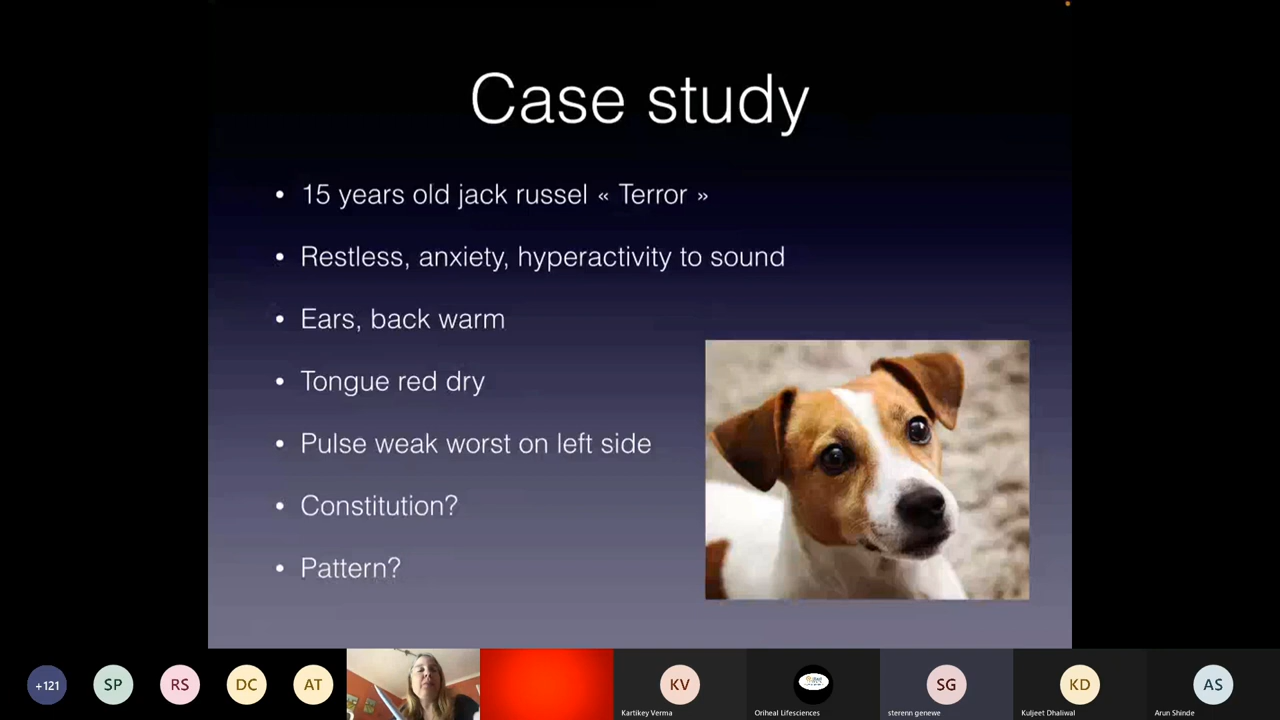 Case study
• 15 years old jack russel « Terror »
• Restless, anxiety, hyperactivity to sound
• Ears, back warm
• Tongue red dry
• Pulse weak worst on left side
• Constitution?
• Pattern?
+121
SP
RS
DC
AT
KV
SG
KD
AS
Kartikey Verma
Oriheal Lifesciences
sterenn genewe
Kuljeet Dhaliwal
Arun Shinde